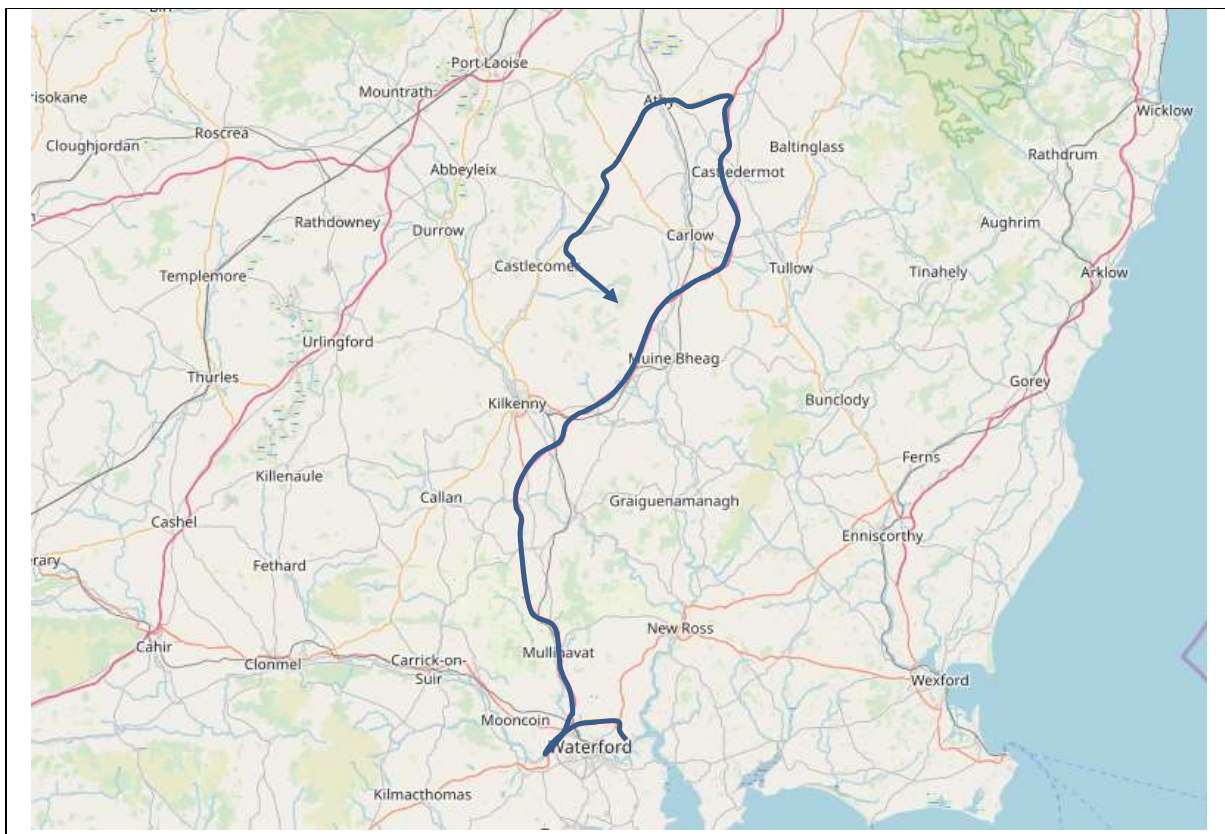 Port Laoise
Mountrath
risokane
Wicklow
Roscrea
Cloughjordan
Baltinglass
Rathdrum
Abbeyleix
Castledermot
Rathdowney
Aughrim
Durrow
Carlow
Castlecomer
Tullow
Tinahely
Arklow
Templemore
Urlingford
Muine Bheag
Thurles
Gorey
Kilkenny
Bunclody
Ferns
Killenaule
Callan
Graiguenamanagh
Cashel
Enniscorthy
erary
Fethard
New Ross
Cahir
Mullinavat
Clonmel
Carrick-on-
Suir
Wexford
Mooncoin
Waterford
Kilmacthomas